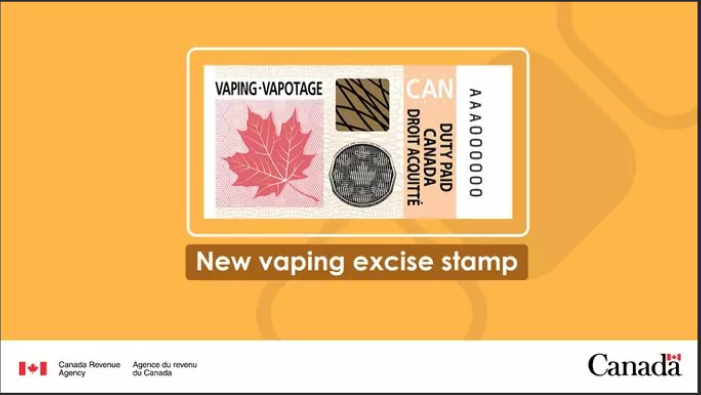 VAPING·VAPOTAGE
CAN
DUTY PAID
CANADA
DROIT ACQUITTÉ
AAA000000
New vaping excise stamp
Canada Revenue
Agency
Agence du revenu
du Canada
Canada